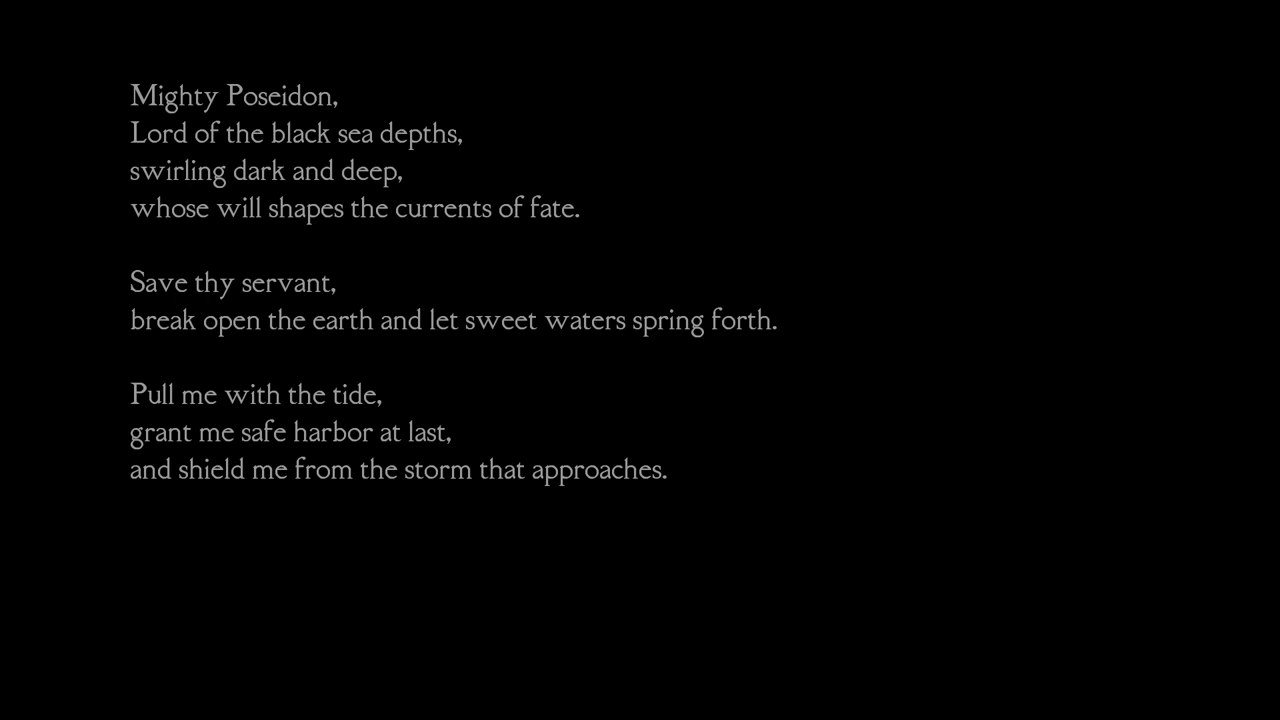 Mighty Poseidon,
Lord of the black sea depths,
swirling dark and deep,
whose will shapes the currents of fate.
Save thy servant,
break open the earth and let sweet waters spring forth.
Pull me with the tide,
grant me safe harbor at last,
and shield me from the storm that approaches.